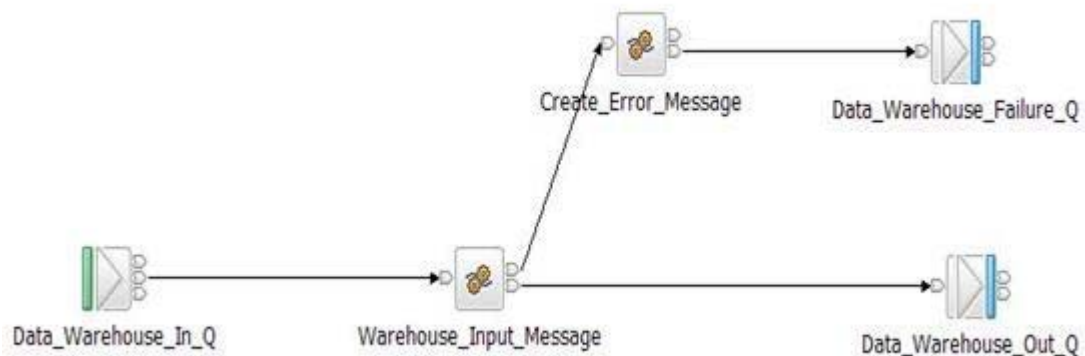 Create_Error_Message
Data_Warehouse_Failure_Q
Data_Warehouse_In_Q
Warehouse_Input_Message
Data_Warehouse_Out_Q